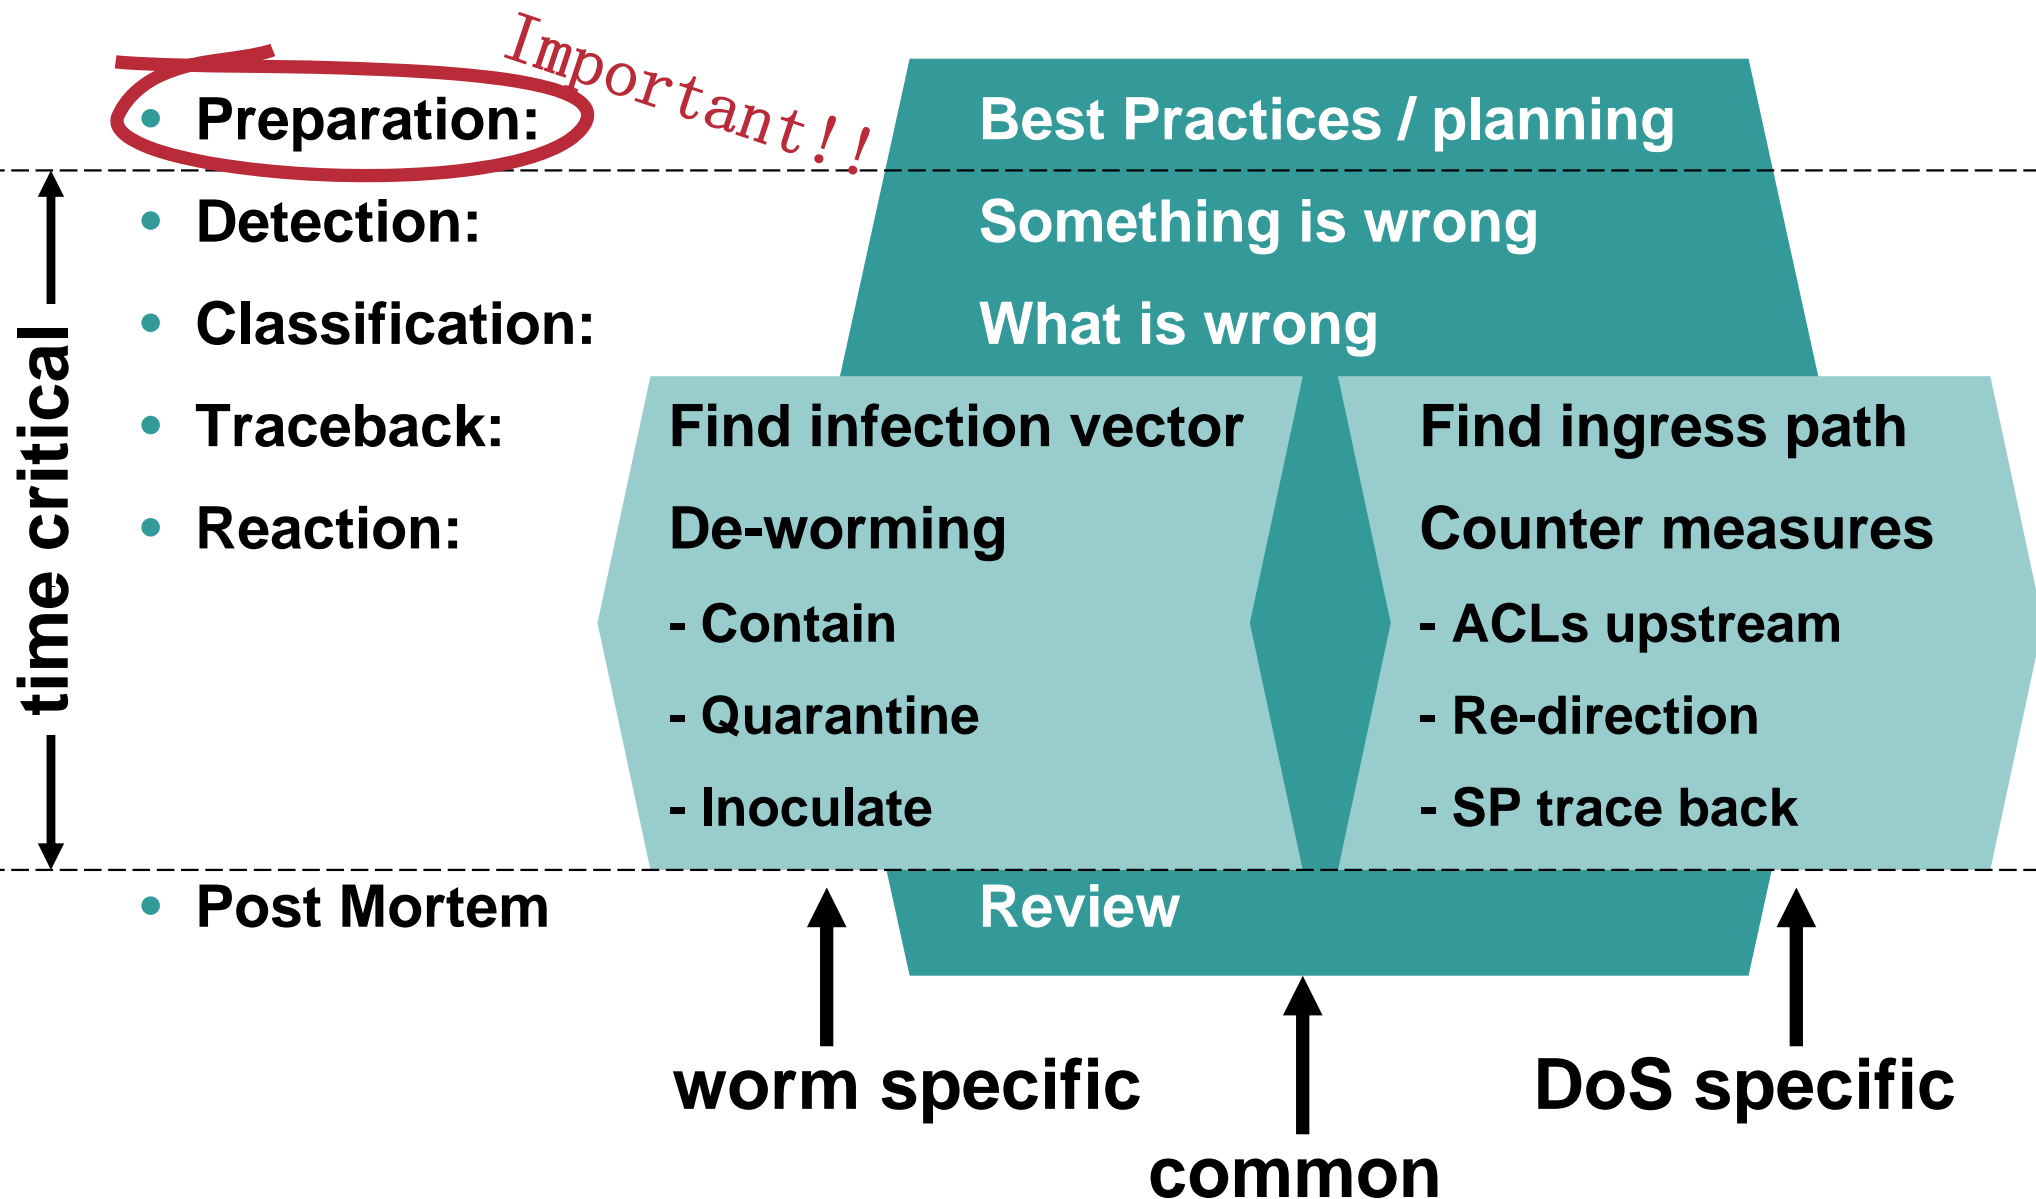 Important!!
• Preparation: Best Practices / planning
• Detection: Something is wrong
• Classification: What is wrong
• Traceback: Find infection vector Find ingress path
• Reaction: De-worming Counter measures
- Contain - ACLs upstream
- Quarantine - Re-direction
- Inoculate - SP trace back
time critical
• Post Mortem Review
worm specific DoS specific
common